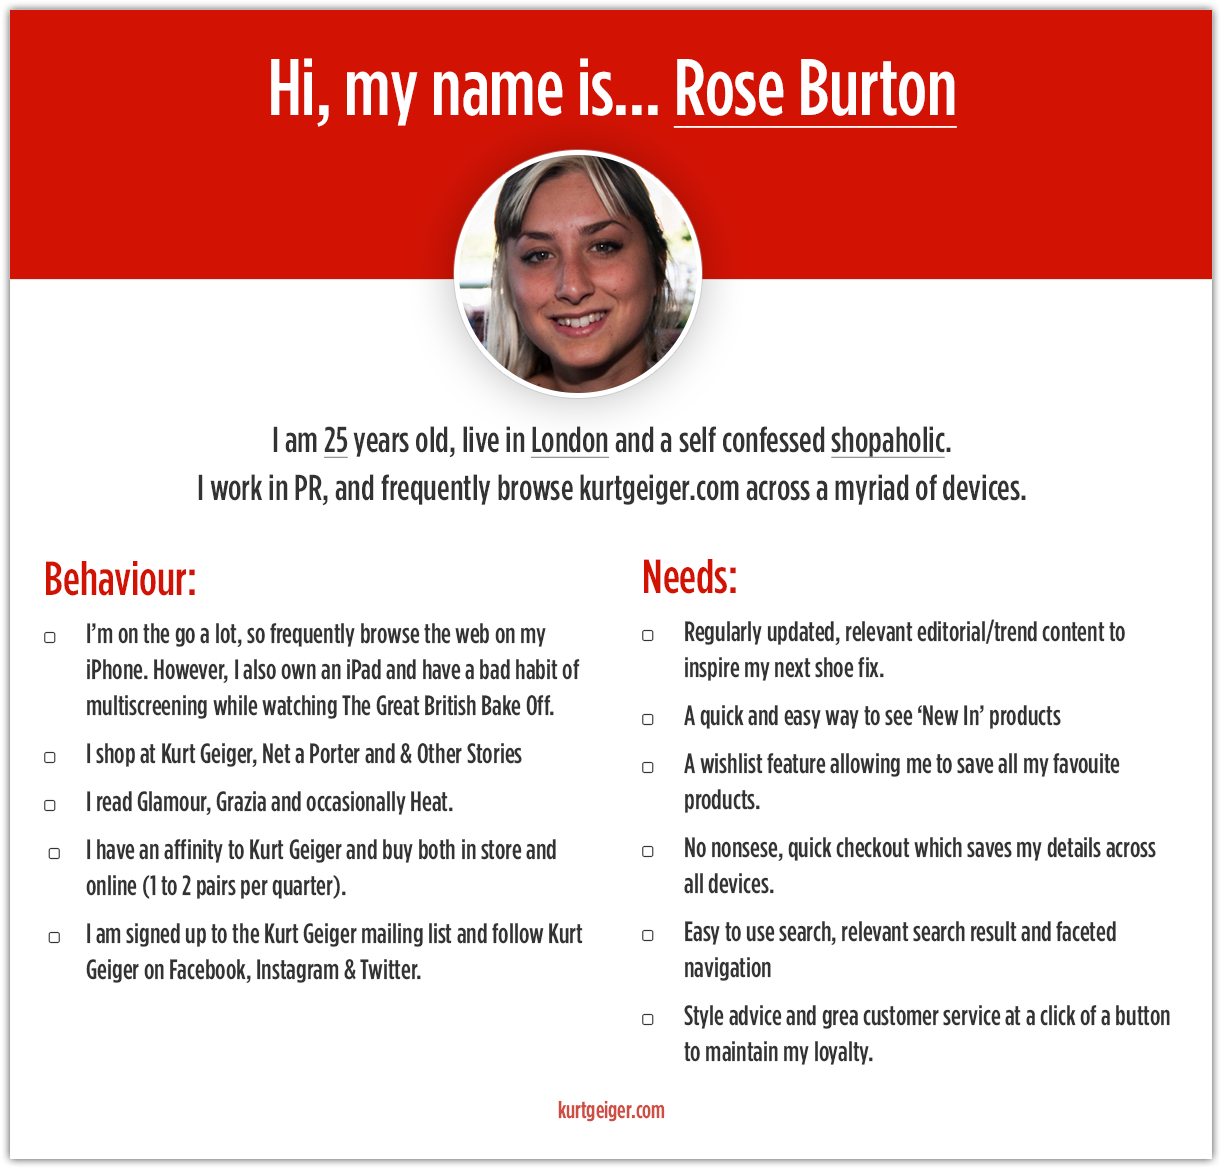 Hi, my name is... Rose Burton
I am 25 years old, live in London and a self confessed shopaholic.
I work in PR, and frequently browse kurtgeiger.com across a myriad of devices.
Behaviour:
I’m on the go a lot, so frequently browse the web on my
iPhone. However, I also own an iPad and have a bad habit of
multiscreening while watching The Great British Bake Off.
I shop at Kurt Geiger, Net a Porter and & Other Stories
I read Glamour, Grazia and occasionally Heat.
I have an affinity to Kurt Geiger and buy both in store and
online (1 to 2 pairs per quarter).
I am signed up to the Kurt Geiger mailing list and follow Kurt
Geiger on Facebook, Instagram & Twitter.
Needs:
Regularly updated, relevant editorial/trend content to
inspire my next shoe fix.
A quick and easy way to see ‘New In’ products
A wishlist feature allowing me to save all my favouite
products.
No nonsese, quick checkout which saves my details across
all devices.
Easy to use search, relevant search result and faceted
navigation
Style advice and grea customer service at a click of a button
to maintain my loyalty.
kurtgeiger.com